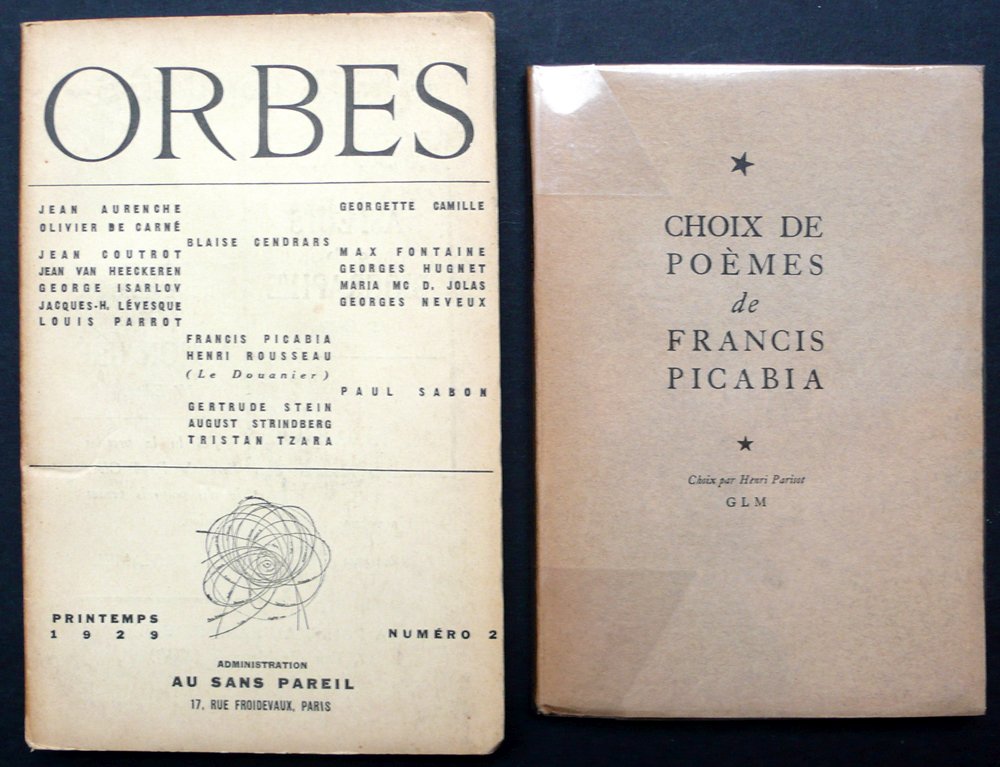 ORBES
JEAN AURENCHE
OLIVIER DE CARNÉ
JEAN COUTROT
JEAN VAN HEECKEREN
GEORGE ISARLOV
JACQUES-H. LÉVESQUE
LOUIS PARROT
BLAISE CENDRARS
FRANCIS PICABIA
HENRI ROUSSEAU
(Le Douanier)
GERTRUDE STEIN
AUGUST STRINDBERG
TRISTAN TZARA
GEORGETTE CAMILLE
MAX FONTAINE
GEORGES HUGNET
MARIA MC D. JOLAS
GEORGES NEVEUX
PAUL SABON
PRINTEMPS
1929
NUMÉRO 2
ADMINISTRATION
AU SANS PAREIL
17, RUE FROIDEVAUX, PARIS
CHOIX DE
POÈMES
de
FRANCIS
PICABIA
Choix par Henri Parisot
GLM